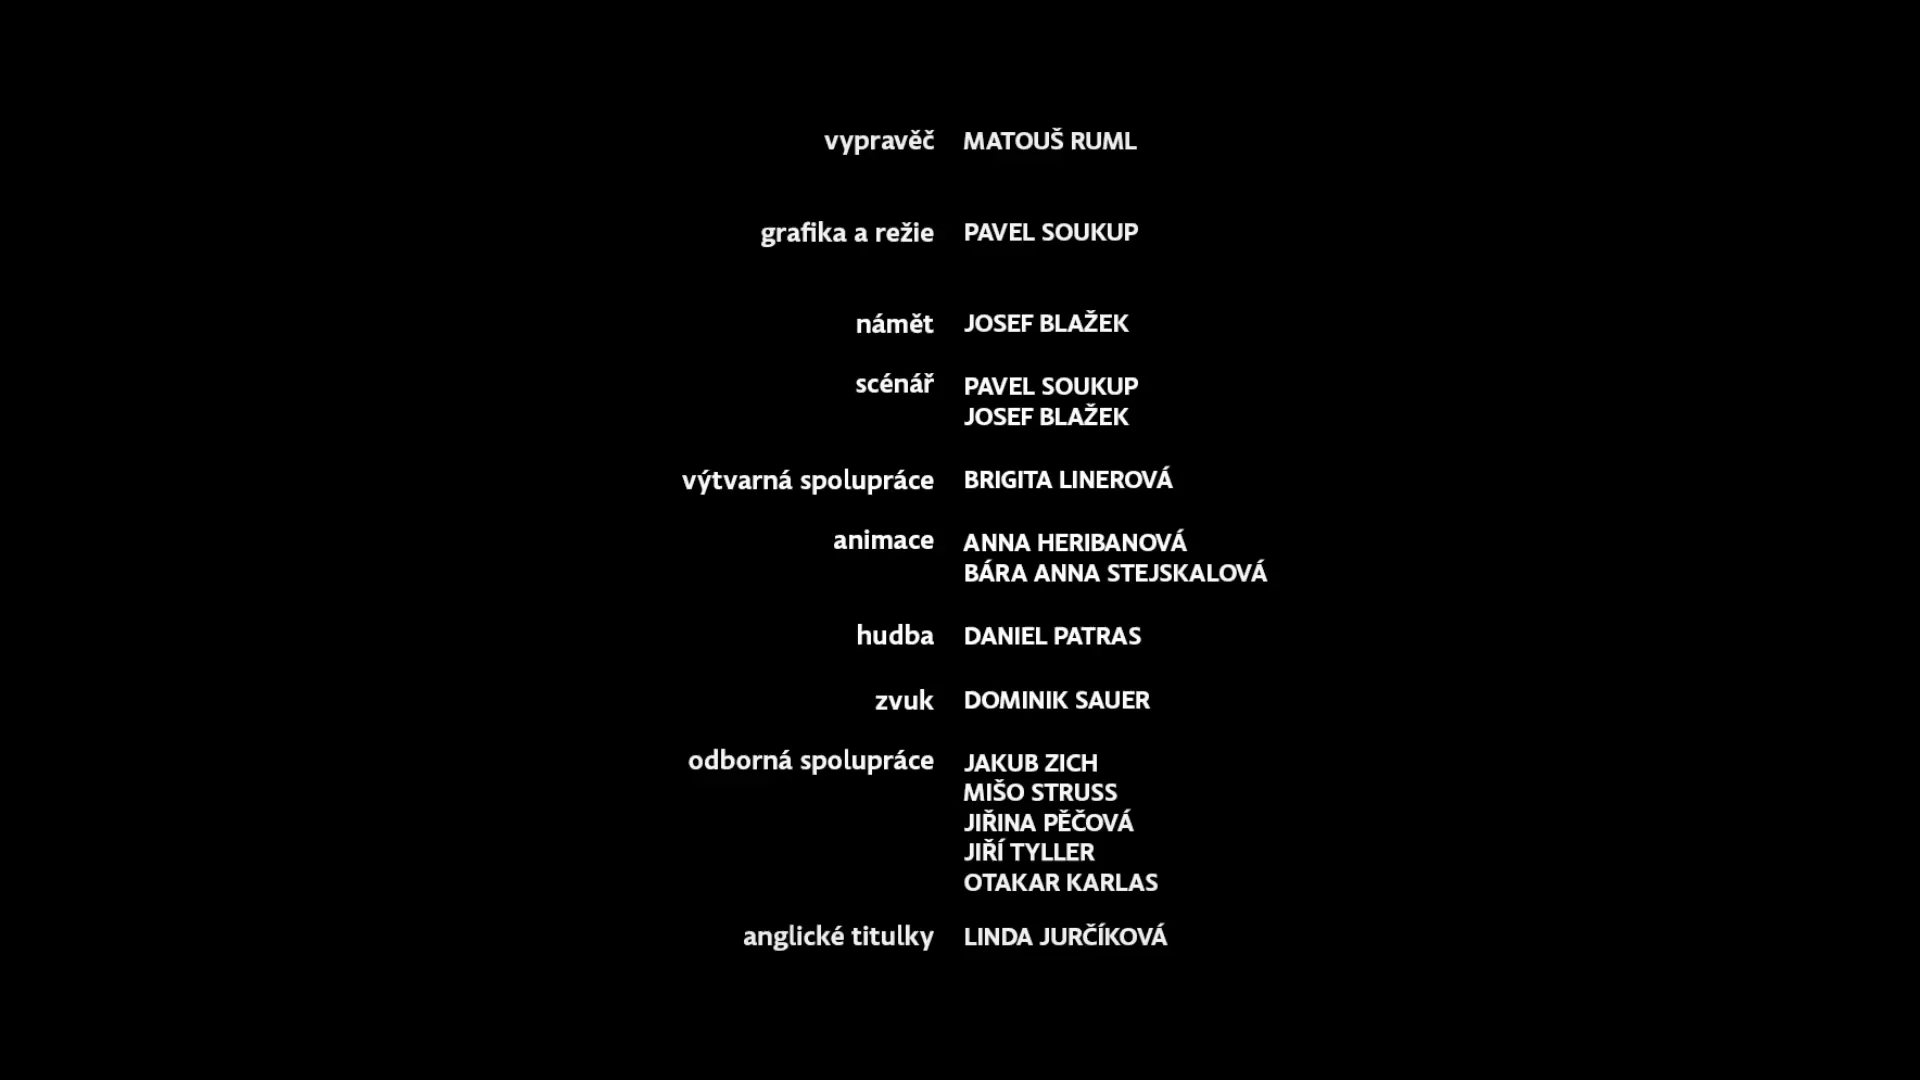 vypravěč MATOUŠ RUML
grafika a režie PAVEL SOUKUP
námět JOSEF BLAŽEK
scénář PAVEL SOUKUP
JOSEF BLAŽEK
výtvarná spolupráce BRIGITA LINEROVÁ
animace ANNA HERIBANOVÁ
BÁRA ANNA STEJSKALOVÁ
hudba DANIEL PATRAS
zvuk DOMINIK SAUER
odborná spolupráce JAKUB ZICH
MIŠO STRUSS
JIŘINA PĚČOVÁ
JIŘÍ TYLLER
OTAKAR KARLAS
anglické titulky LINDA JURČÍKOVÁ